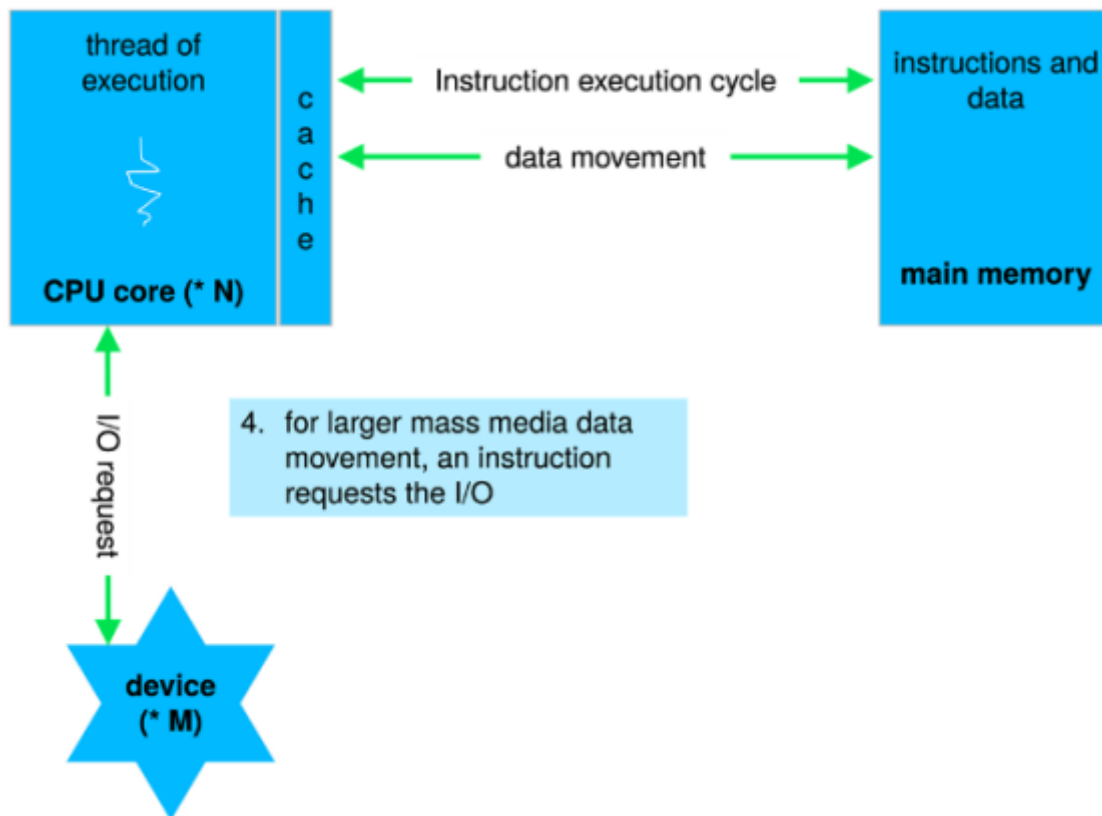 thread of
execution
cache
CPU core (* N)
Instruction execution cycle
data movement
instructions and
data
main memory
I/O request
4. for larger mass media data
movement, an instruction
requests the I/O
device
(* M)